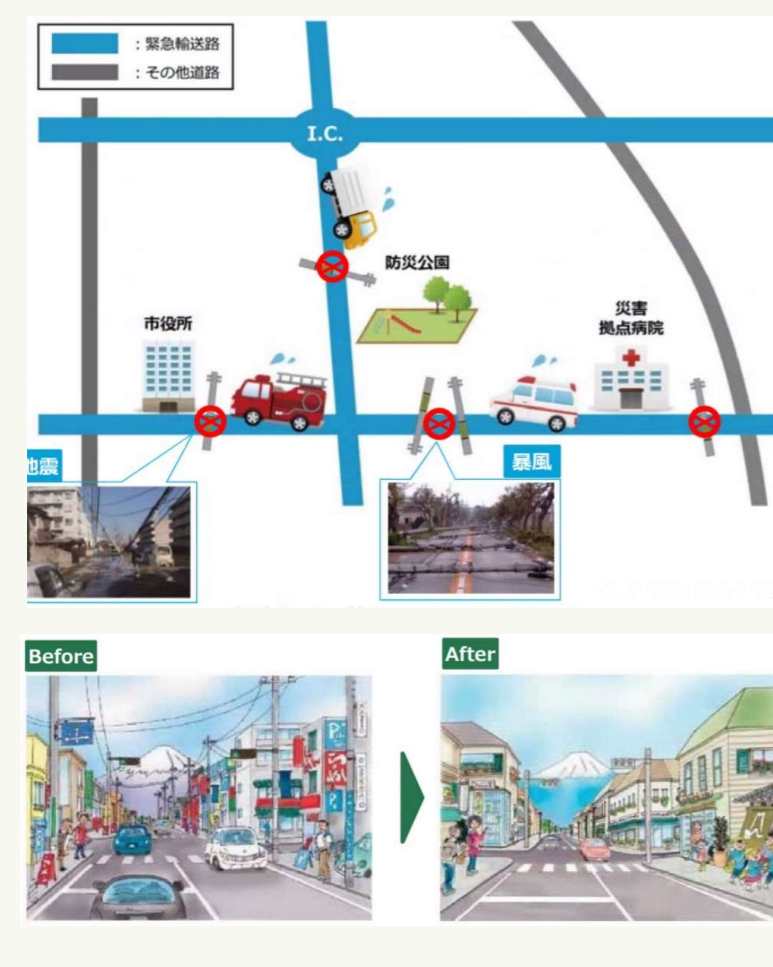 ：緊急輸送路
：その他道路
I.C.
防災公園
市役所
災害
拠点病院
地震
暴風
Before
After